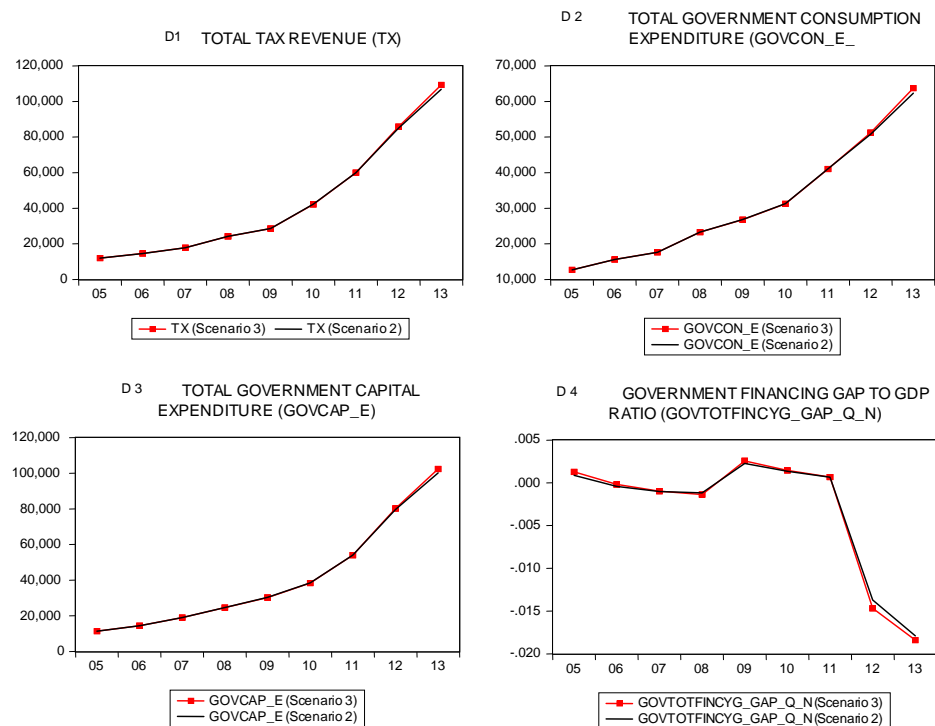 D1 TOTAL TAX REVENUE (TX)
120,000
100,000
80,000
60,000
40,000
20,000
0
05 06 07 08 09 10 11 12 13
TX (Scenario 3) TX (Scenario 2)
D 2 TOTAL GOVERNMENT CONSUMPTION
EXPENDITURE (GOVCON_E_
70,000
60,000
50,000
40,000
30,000
20,000
10,000
05 06 07 08 09 10 11 12 13
GOVCON_E (Scenario 3)
GOVCON_E (Scenario 2)
D 3 TOTAL GOVERNMENT CAPITAL
EXPENDITURE (GOVCAP_E)
120,000
100,000
80,000
60,000
40,000
20,000
0
05 06 07 08 09 10 11 12 13
GOVCAP_E (Scenario 3)
GOVCAP_E (Scenario 2)
D 4 GOVERNMENT FINANCING GAP TO GDP
RATIO (GOVTOTFINCYG_GAP_Q_N)
.005
.000
-.005
-.010
-.015
-.020
05 06 07 08 09 10 11 12 13
GOVTOTFINCYG_GAP_Q_N (Scenario 3)
GOVTOTFINCYG_GAP_Q_N (Scenario 2)